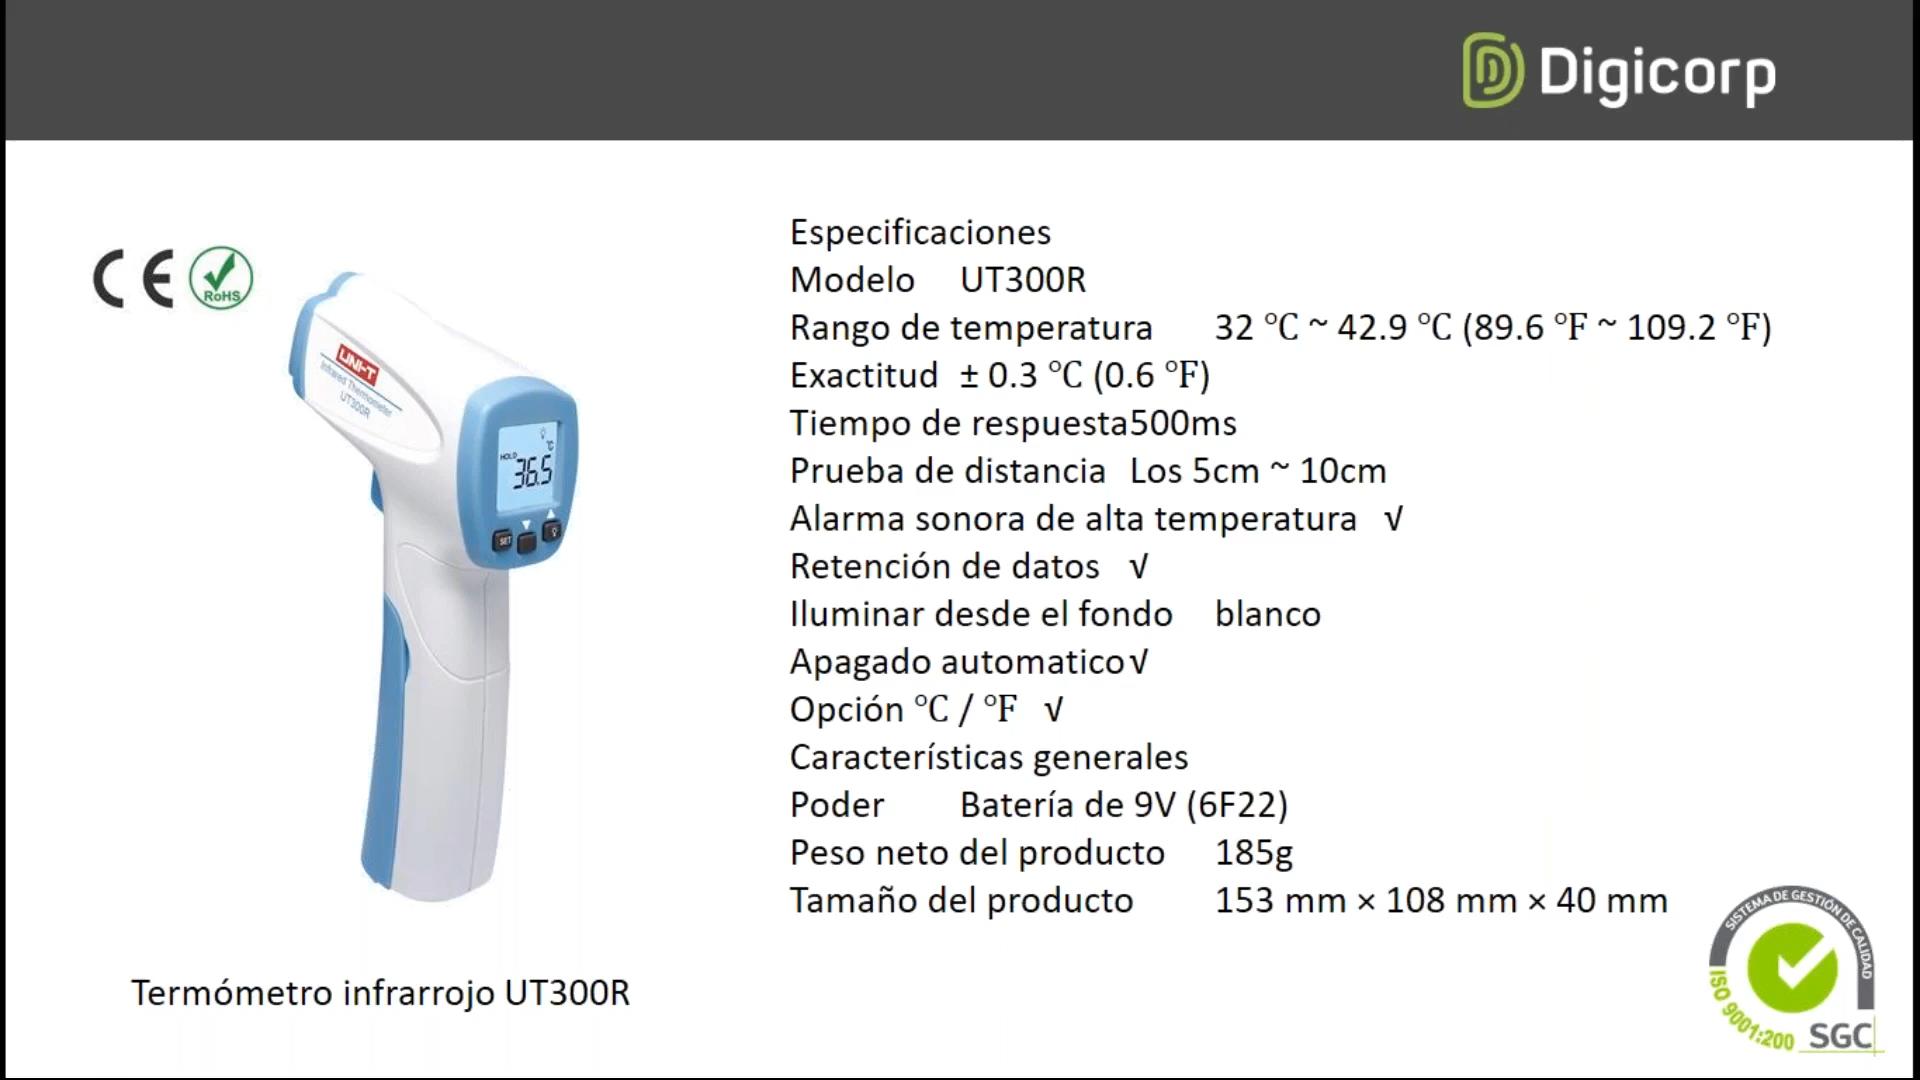 Digicorp
CE
RoHS
UNI-T
Infrared Thermometer
UT300R
HOLD
°C
36.5
SET
Especificaciones
Modelo UT300R
Rango de temperatura 32 °C ~ 42.9 °C (89.6 °F ~ 109.2 °F)
Exactitud ± 0.3 °C (0.6 °F)
Tiempo de respuesta500ms
Prueba de distancia Los 5cm ~ 10cm
Alarma sonora de alta temperatura √
Retención de datos √
Iluminar desde el fondo blanco
Apagado automatico√
Opción °C / °F √
Características generales
Poder Batería de 9V (6F22)
Peso neto del producto 185g
Tamaño del producto 153 mm × 108 mm × 40 mm
Termómetro infrarrojo UT300R
SISTEMA DE GESTIÓN DE CALIDAD
ISO 9001:200
SGC